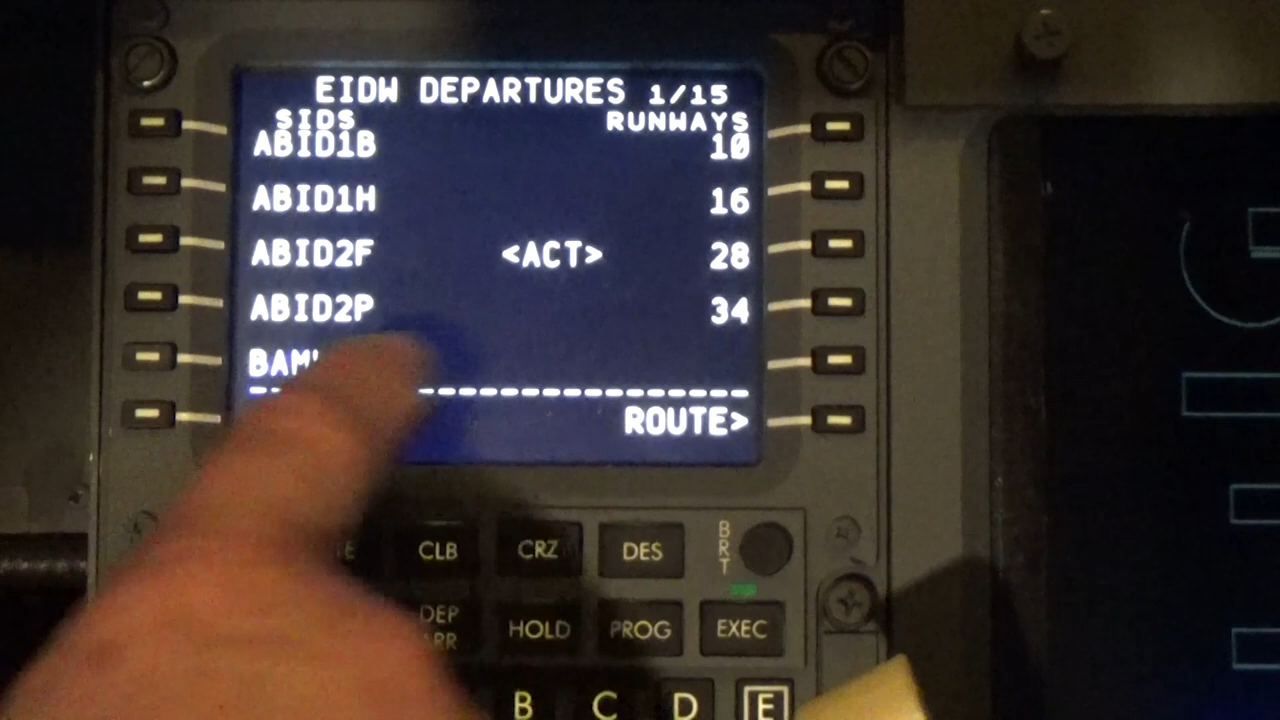 EIDW DEPARTURES 1/15
SIDS RUNWAYS
ABID1B 10
ABID1H 16
ABID2F <ACT> 28
ABID2P 34
------------------
ROUTE>
CLB CRZ DES BRT
DEP ARR HOLD PROG EXEC
B C D E